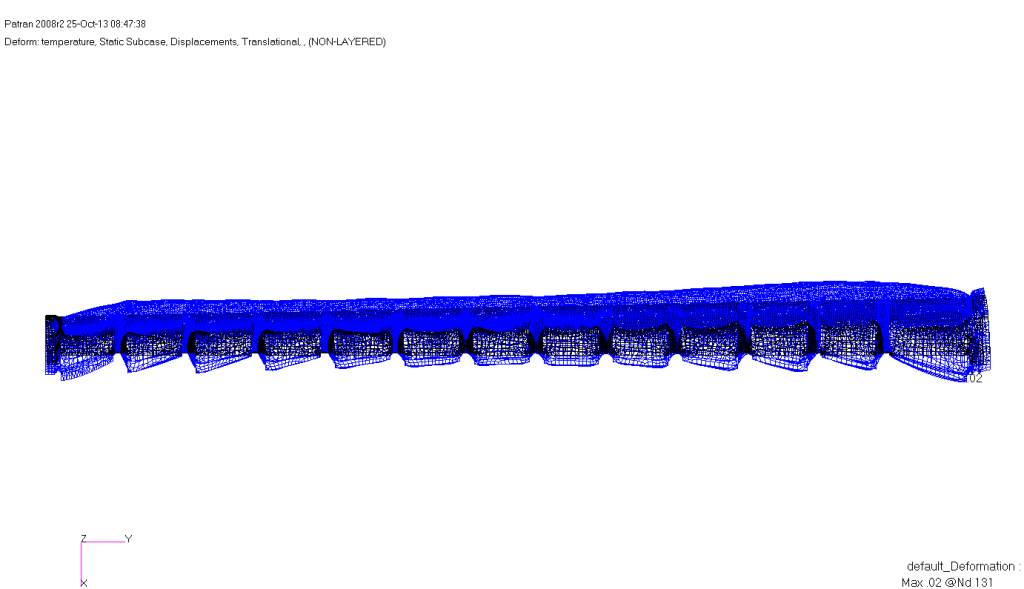 Patran 2008r2 25-Oct-13 08:47:38
Deform: temperature, Static Subcase, Displacements, Translational, , (NON-LAYERED)
.02
Z Y
X
default_Deformation :
Max .02 @Nd 131